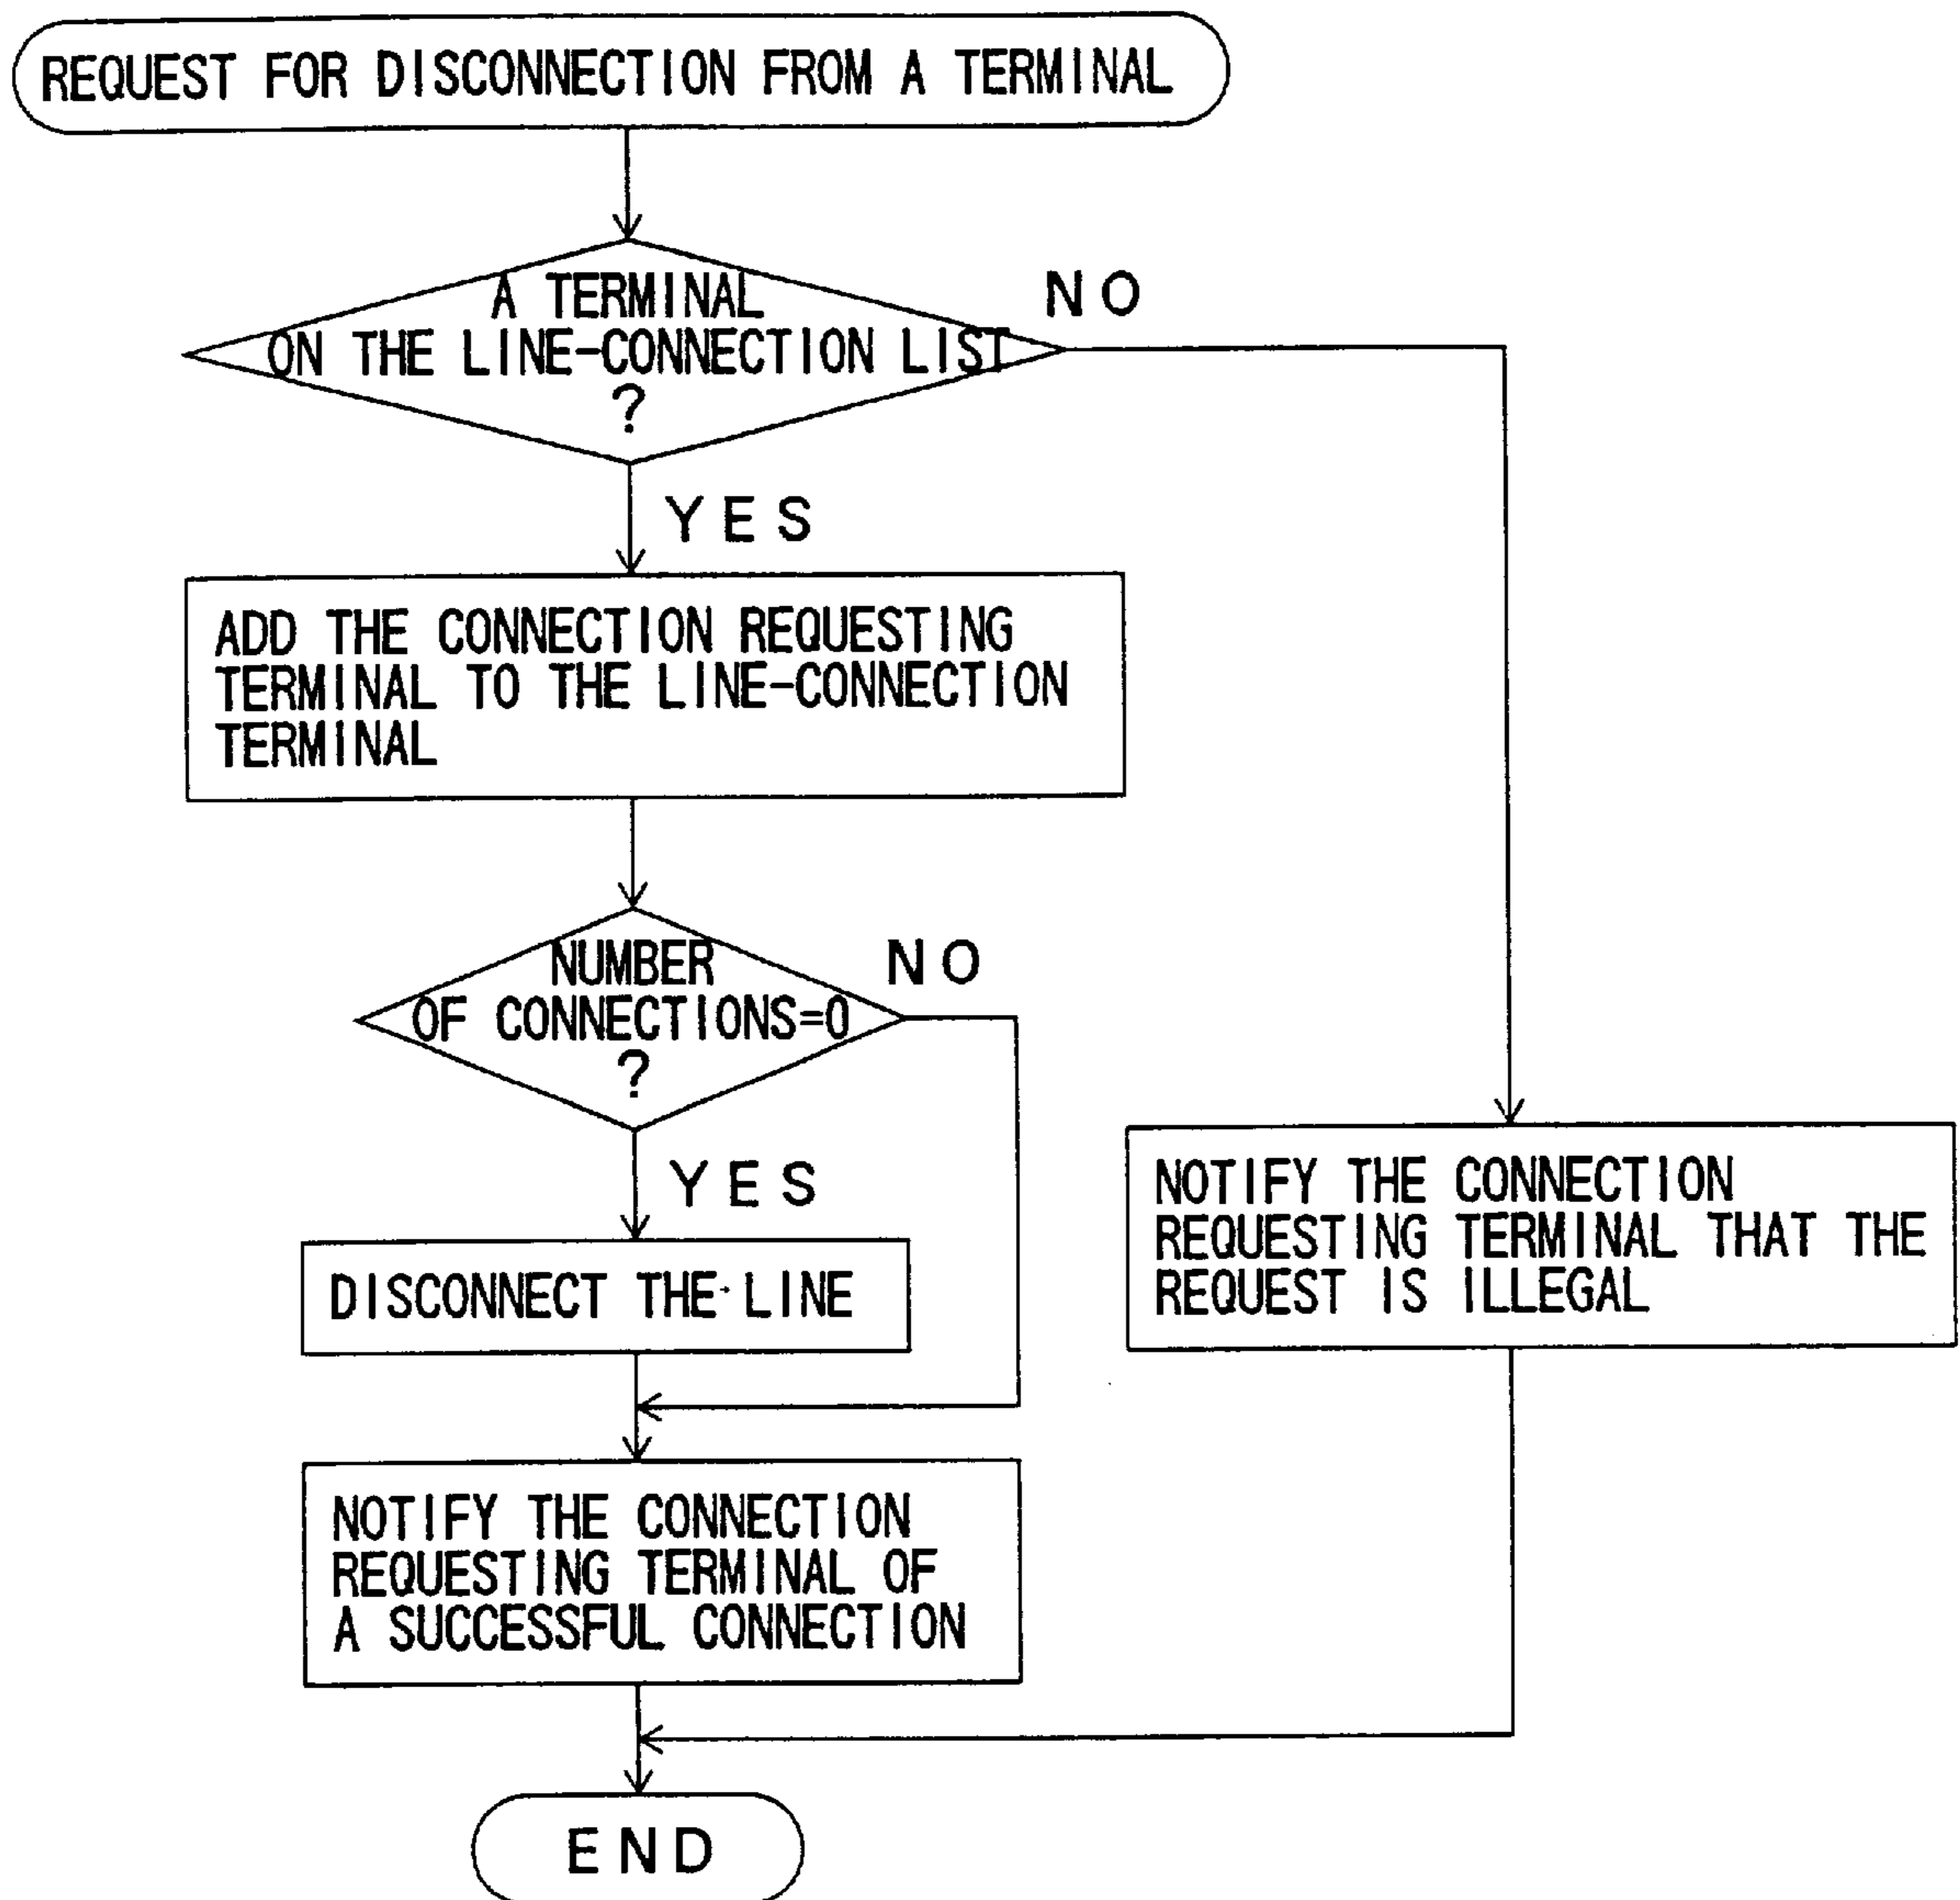 REQUEST FOR DISCONNECTION FROM A TERMINAL
A TERMINAL
ON THE LINE-CONNECTION LIST
?
NO
YES
ADD THE CONNECTION REQUESTING
TERMINAL TO THE LINE-CONNECTION
TERMINAL
NUMBER
OF CONNECTIONS=0
?
NO
YES
DISCONNECT THE LINE
NOTIFY THE CONNECTION
REQUESTING TERMINAL THAT THE
REQUEST IS ILLEGAL
NOTIFY THE CONNECTION
REQUESTING TERMINAL OF
A SUCCESSFUL CONNECTION
END